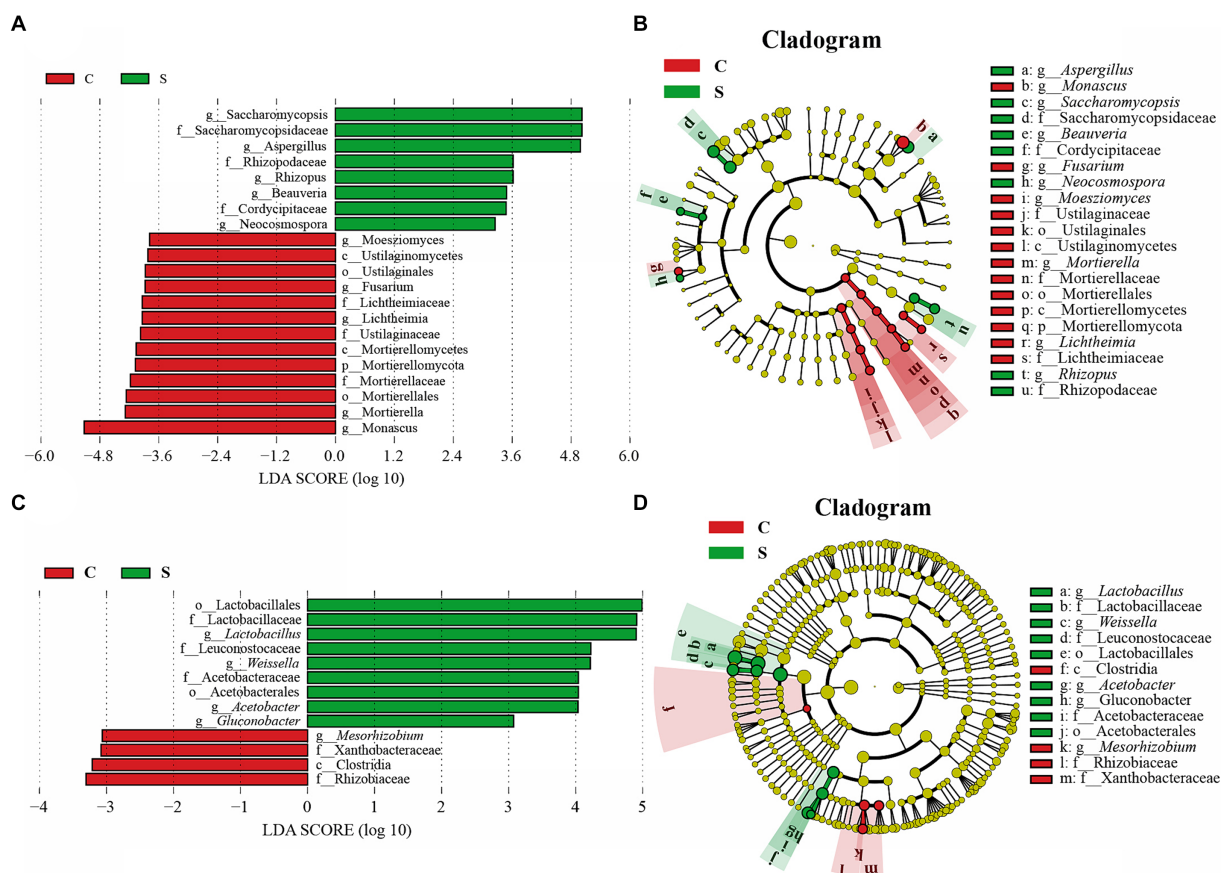 A
C
S
g__Saccharomycopsis
f__Saccharomycopsidaceae
g__Aspergillus
f__Rhizopodaceae
g__Rhizopus
g__Beauveria
f__Cordycipitaceae
g__Neocosmospora
g__Moesziomyces
c__Ustilaginomycetes
o__Ustilaginales
g__Fusarium
f__Lichtheimiaceae
g__Lichtheimia
f__Ustilaginaceae
c__Mortierellomycetes
p__Mortierellomycota
f__Mortierellaceae
o__Mortierellales
g__Mortierella
g__Monascus
−6.0 −4.8 −3.6 −2.4 −1.2 0.0 1.2 2.4 3.6 4.8 6.0
LDA SCORE (log 10)
B
Cladogram
C
S
d c
b a
f e
h g
u t
s r
q p o n m
l k j i
a: g__Aspergillus
b: g__Monascus
c: g__Saccharomycopsis
d: f__Saccharomycopsidaceae
e: g__Beauveria
f: f__Cordycipitaceae
g: g__Fusarium
h: g__Neocosmospora
i: g__Moesziomyces
j: f__Ustilaginaceae
k: o__Ustilaginales
l: c__Ustilaginomycetes
m: g__Mortierella
n: f__Mortierellaceae
o: o__Mortierellales
p: c__Mortierellomycetes
q: p__Mortierellomycota
r: g__Lichtheimia
s: f__Lichtheimiaceae
t: g__Rhizopus
u: f__Rhizopodaceae
C
C
S
o__Lactobacillales
f__Lactobacillaceae
g__Lactobacillus
f__Leuconostocaceae
g__Weissella
f__Acetobacteraceae
o__Acetobacterales
g__Acetobacter
g__Gluconobacter
g__Mesorhizobium
f__Xanthobacteraceae
c__Clostridia
f__Rhizobiaceae
−4 −3 −2 −1 0 1 2 3 4 5
LDA SCORE (log 10)
D
Cladogram
C
S
e
d b
c a
f
h g
i
j
k
l m
a: g__Lactobacillus
b: f__Lactobacillaceae
c: g__Weissella
d: f__Leuconostocaceae
e: o__Lactobacillales
f: c__Clostridia
g: g__Acetobacter
h: g__Gluconobacter
i: f__Acetobacteraceae
j: o__Acetobacterales
k: g__Mesorhizobium
l: f__Rhizobiaceae
m: f__Xanthobacteraceae